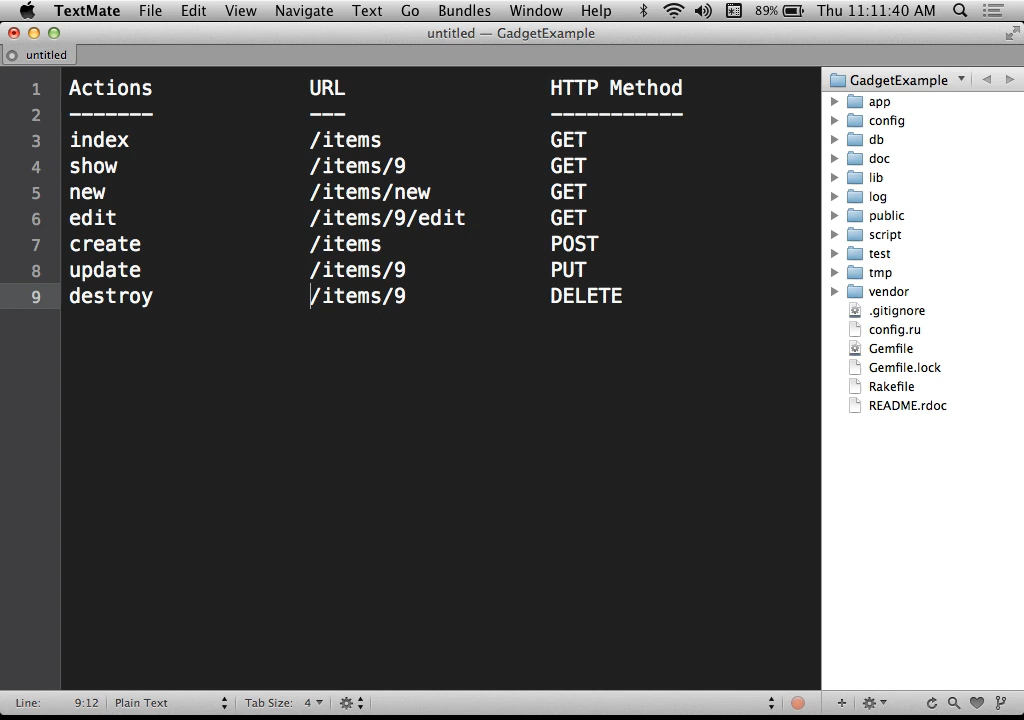 TextMate File Edit View Navigate Text Go Bundles Window Help 89% Thu 11:11:40 AM
untitled — GadgetExample
untitled
1 Actions URL HTTP Method
2 ------- --- -----------
3 index /items GET
4 show /items/9 GET
5 new /items/new GET
6 edit /items/9/edit GET
7 create /items POST
8 update /items/9 PUT
9 destroy /items/9 DELETE
GadgetExample
app
config
db
doc
lib
log
public
script
test
tmp
vendor
.gitignore
config.ru
Gemfile
Gemfile.lock
Rakefile
README.rdoc
Line: 9:12 Plain Text Tab Size: 4